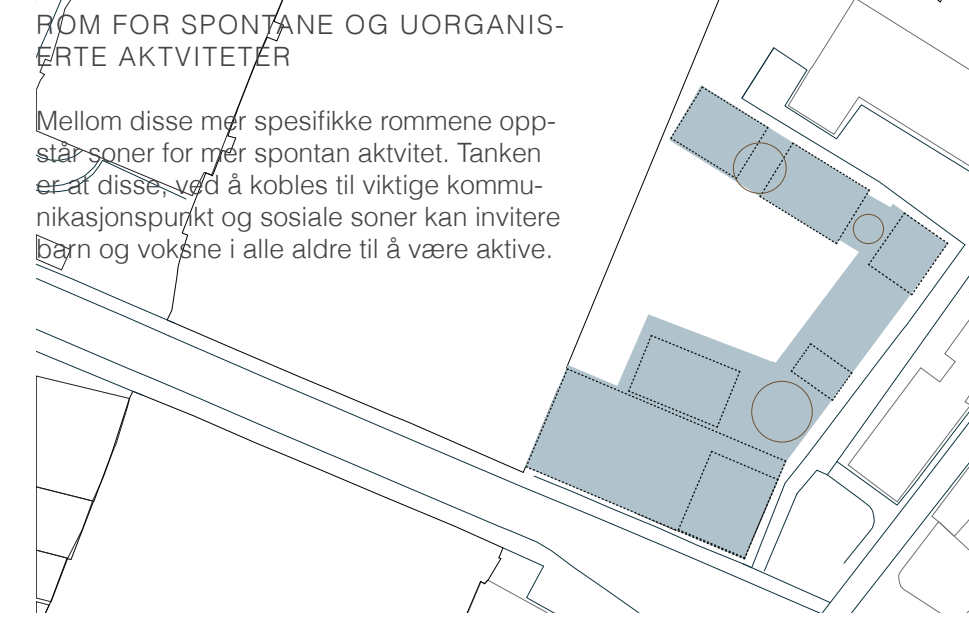 ROM FOR SPONTANE OG UORGANIS-
ERTE AKTVITETER
Mellom disse mer spesifikke rommene opp-
står soner for mer spontan aktvitet. Tanken
er at disse, ved å kobles til viktige kommu-
nikasjonspunkt og sosiale soner kan invitere
barn og voksne i alle aldre til å være aktive.